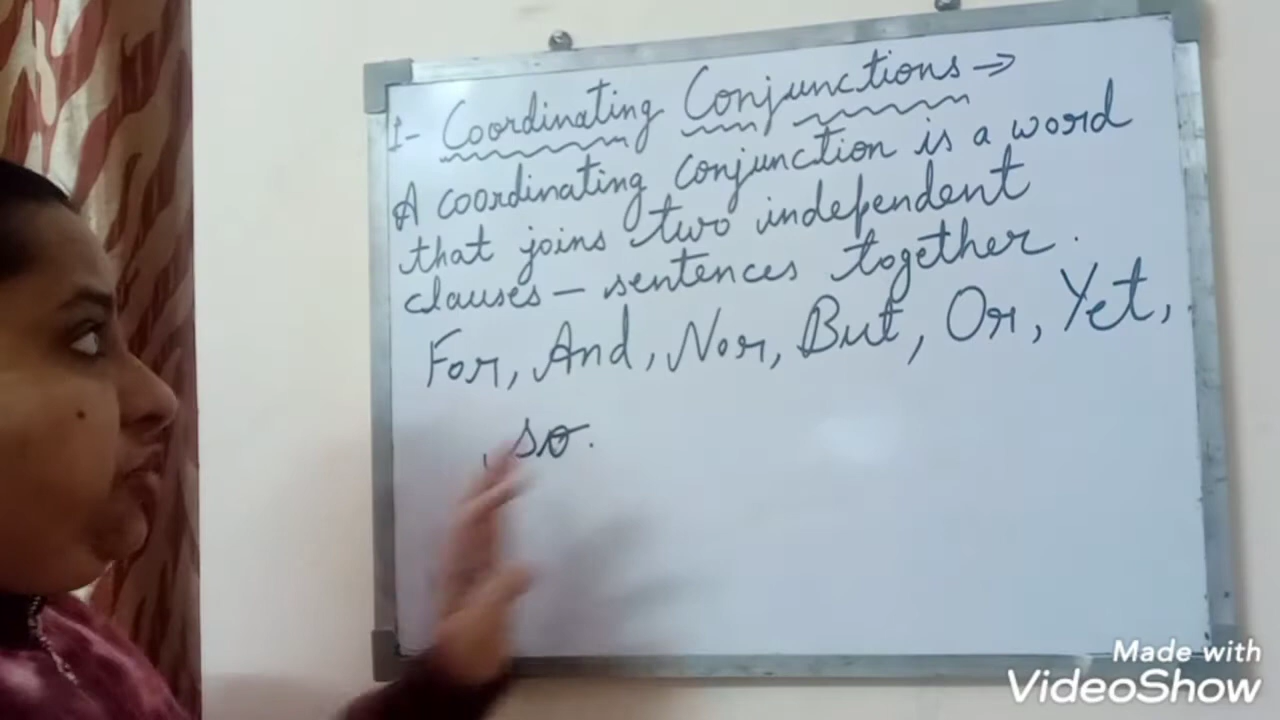 1- Coordinating Conjunctions →
A coordinating conjunction is a word
that joins two independent
clauses - sentences together.
For, And, Nor, But, Or, Yet,
, so.
Made with
VideoShow